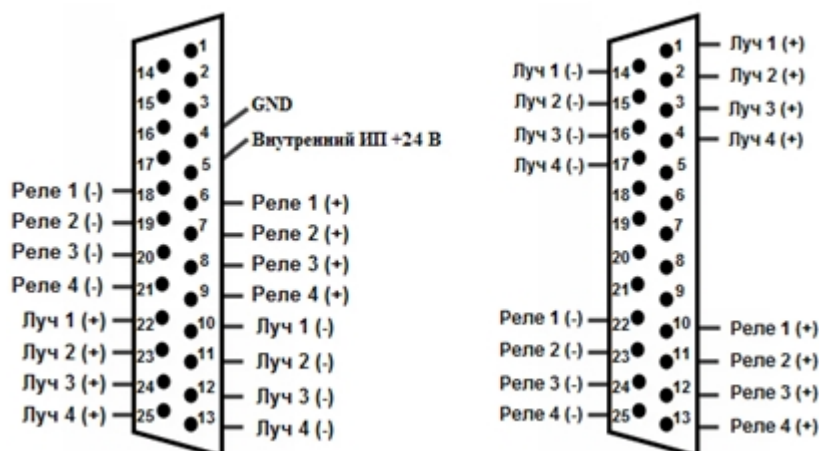 1
14
2
15
3
GND
16
4
Внутренний ИП +24 В
17
5
Реле 1 (-)
18
6
Реле 1 (+)
Реле 2 (-)
19
7
Реле 2 (+)
Реле 3 (-)
20
8
Реле 3 (+)
Реле 4 (-)
21
9
Реле 4 (+)
Луч 1 (+)
22
10
Луч 1 (-)
Луч 2 (+)
23
11
Луч 2 (-)
Луч 3 (+)
24
12
Луч 3 (-)
Луч 4 (+)
25
13
Луч 4 (-)
1
Луч 1 (+)
Луч 1 (-)
14
2
Луч 2 (+)
Луч 2 (-)
15
3
Луч 3 (+)
Луч 3 (-)
16
4
Луч 4 (+)
Луч 4 (-)
17
5
18
6
19
7
20
8
21
9
Реле 1 (-)
22
10
Реле 1 (+)
Реле 2 (-)
23
11
Реле 2 (+)
Реле 3 (-)
24
12
Реле 3 (+)
Реле 4 (-)
25
13
Реле 4 (+)